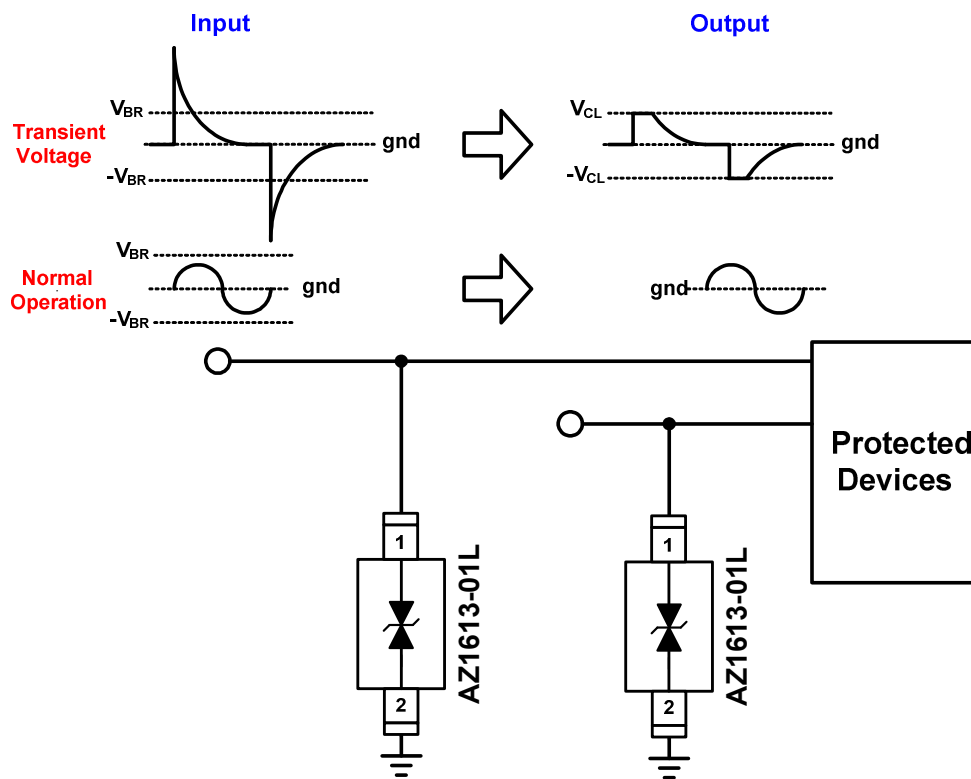 Input
Output
VBR
VCL
Transient
Voltage
gnd
gnd
-VBR
-VCL
VBR
Normal
Operation
gnd
gnd
-VBR
Protected
Devices
1
AZ1613-01L
2
1
AZ1613-01L
2